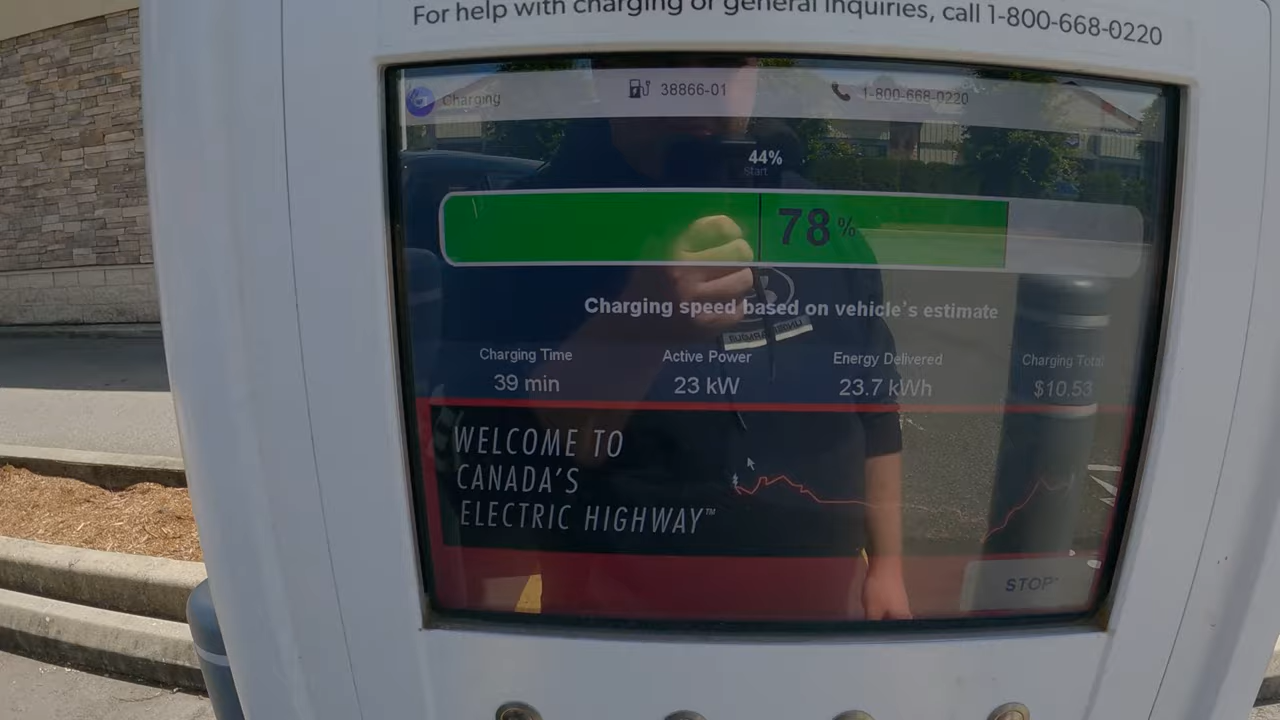 For help with charging or general inquiries, call 1-800-668-0220
Charging 38866-01 1-800-668-0220
44%
Start
78%
Charging speed based on vehicle's estimate
Charging Time Active Power Energy Delivered Charging Total
39 min 23 kW 23.7 kWh $10.53
WELCOME TO
CANADA'S
ELECTRIC HIGHWAY™
STOP